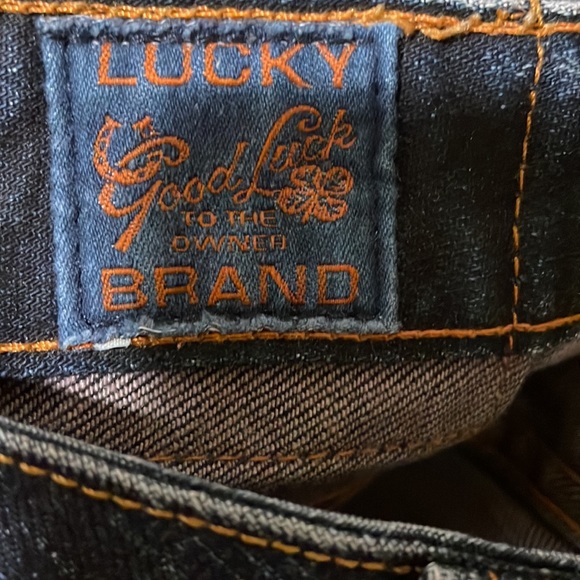 LUCKY
Good Luck
TO THE
OWNER
BRAND